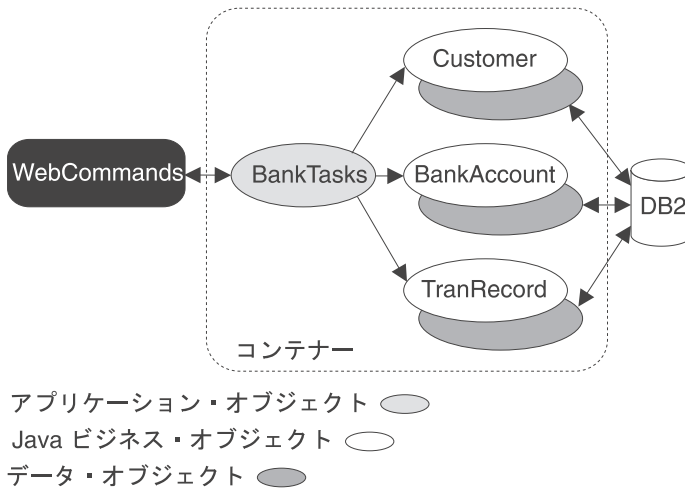 Customer
WebCommands
BankTasks
BankAccount
DB2
TranRecord
コンテナー
アプリケーション・オブジェクト
Java ビジネス・オブジェクト
データ・オブジェクト